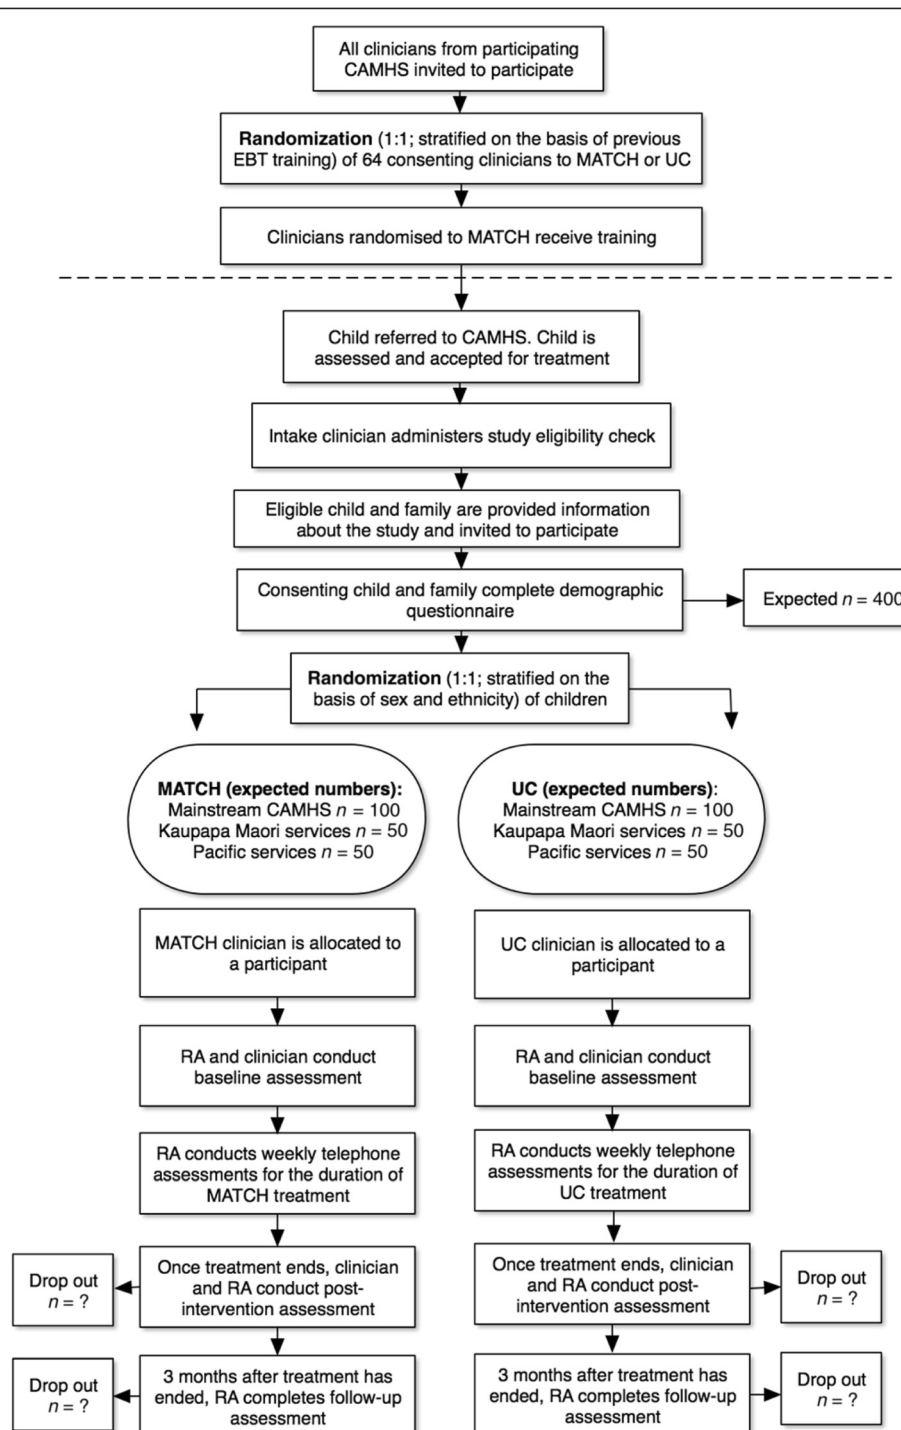 All clinicians from participating
CAMHS invited to participate
Randomization (1:1; stratified on the basis of previous
EBT training) of 64 consenting clinicians to MATCH or UC
Clinicians randomised to MATCH receive training
Child referred to CAMHS. Child is
assessed and accepted for treatment
Intake clinician administers study eligibility check
Eligible child and family are provided information
about the study and invited to participate
Consenting child and family complete demographic
questionnaire
Expected n = 400
Randomization (1:1; stratified on the
basis of sex and ethnicity) of children
MATCH (expected numbers):
Mainstream CAMHS n = 100
Kaupapa Maori services n = 50
Pacific services n = 50
UC (expected numbers):
Mainstream CAMHS n = 100
Kaupapa Maori services n = 50
Pacific services n = 50
MATCH clinician is allocated to
a participant
UC clinician is allocated to a
participant
RA and clinician conduct
baseline assessment
RA and clinician conduct
baseline assessment
RA conducts weekly telephone
assessments for the duration of
MATCH treatment
RA conducts weekly telephone
assessments for the duration of
UC treatment
Drop out
n = ?
Once treatment ends, clinician
and RA conduct post-
intervention assessment
Once treatment ends, clinician
and RA conduct post-
intervention assessment
Drop out
n = ?
Drop out
n = ?
3 months after treatment has
ended, RA completes follow-up
assessment
3 months after treatment has
ended, RA completes follow-up
assessment
Drop out
n = ?